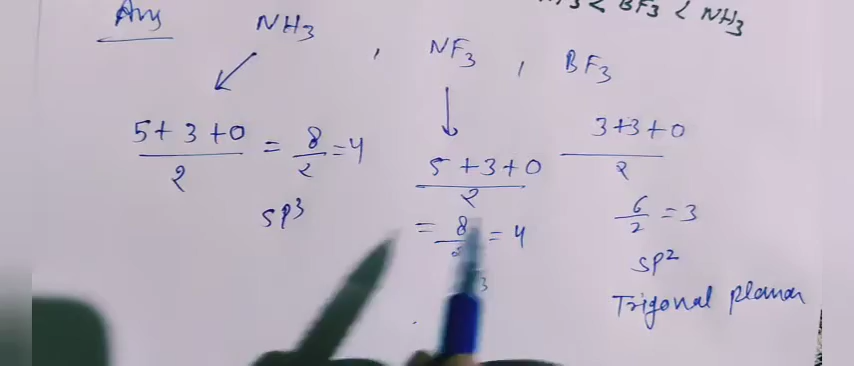 F3 < BF3 < NH3
Ans
NH3 , NF3 , BF3
5+3+0/2 = 8/2 = 4
sp3
5+3+0/2
= 8/2 = 4
3
3+3+0/2
6/2 = 3
sp2
Trigonal planar